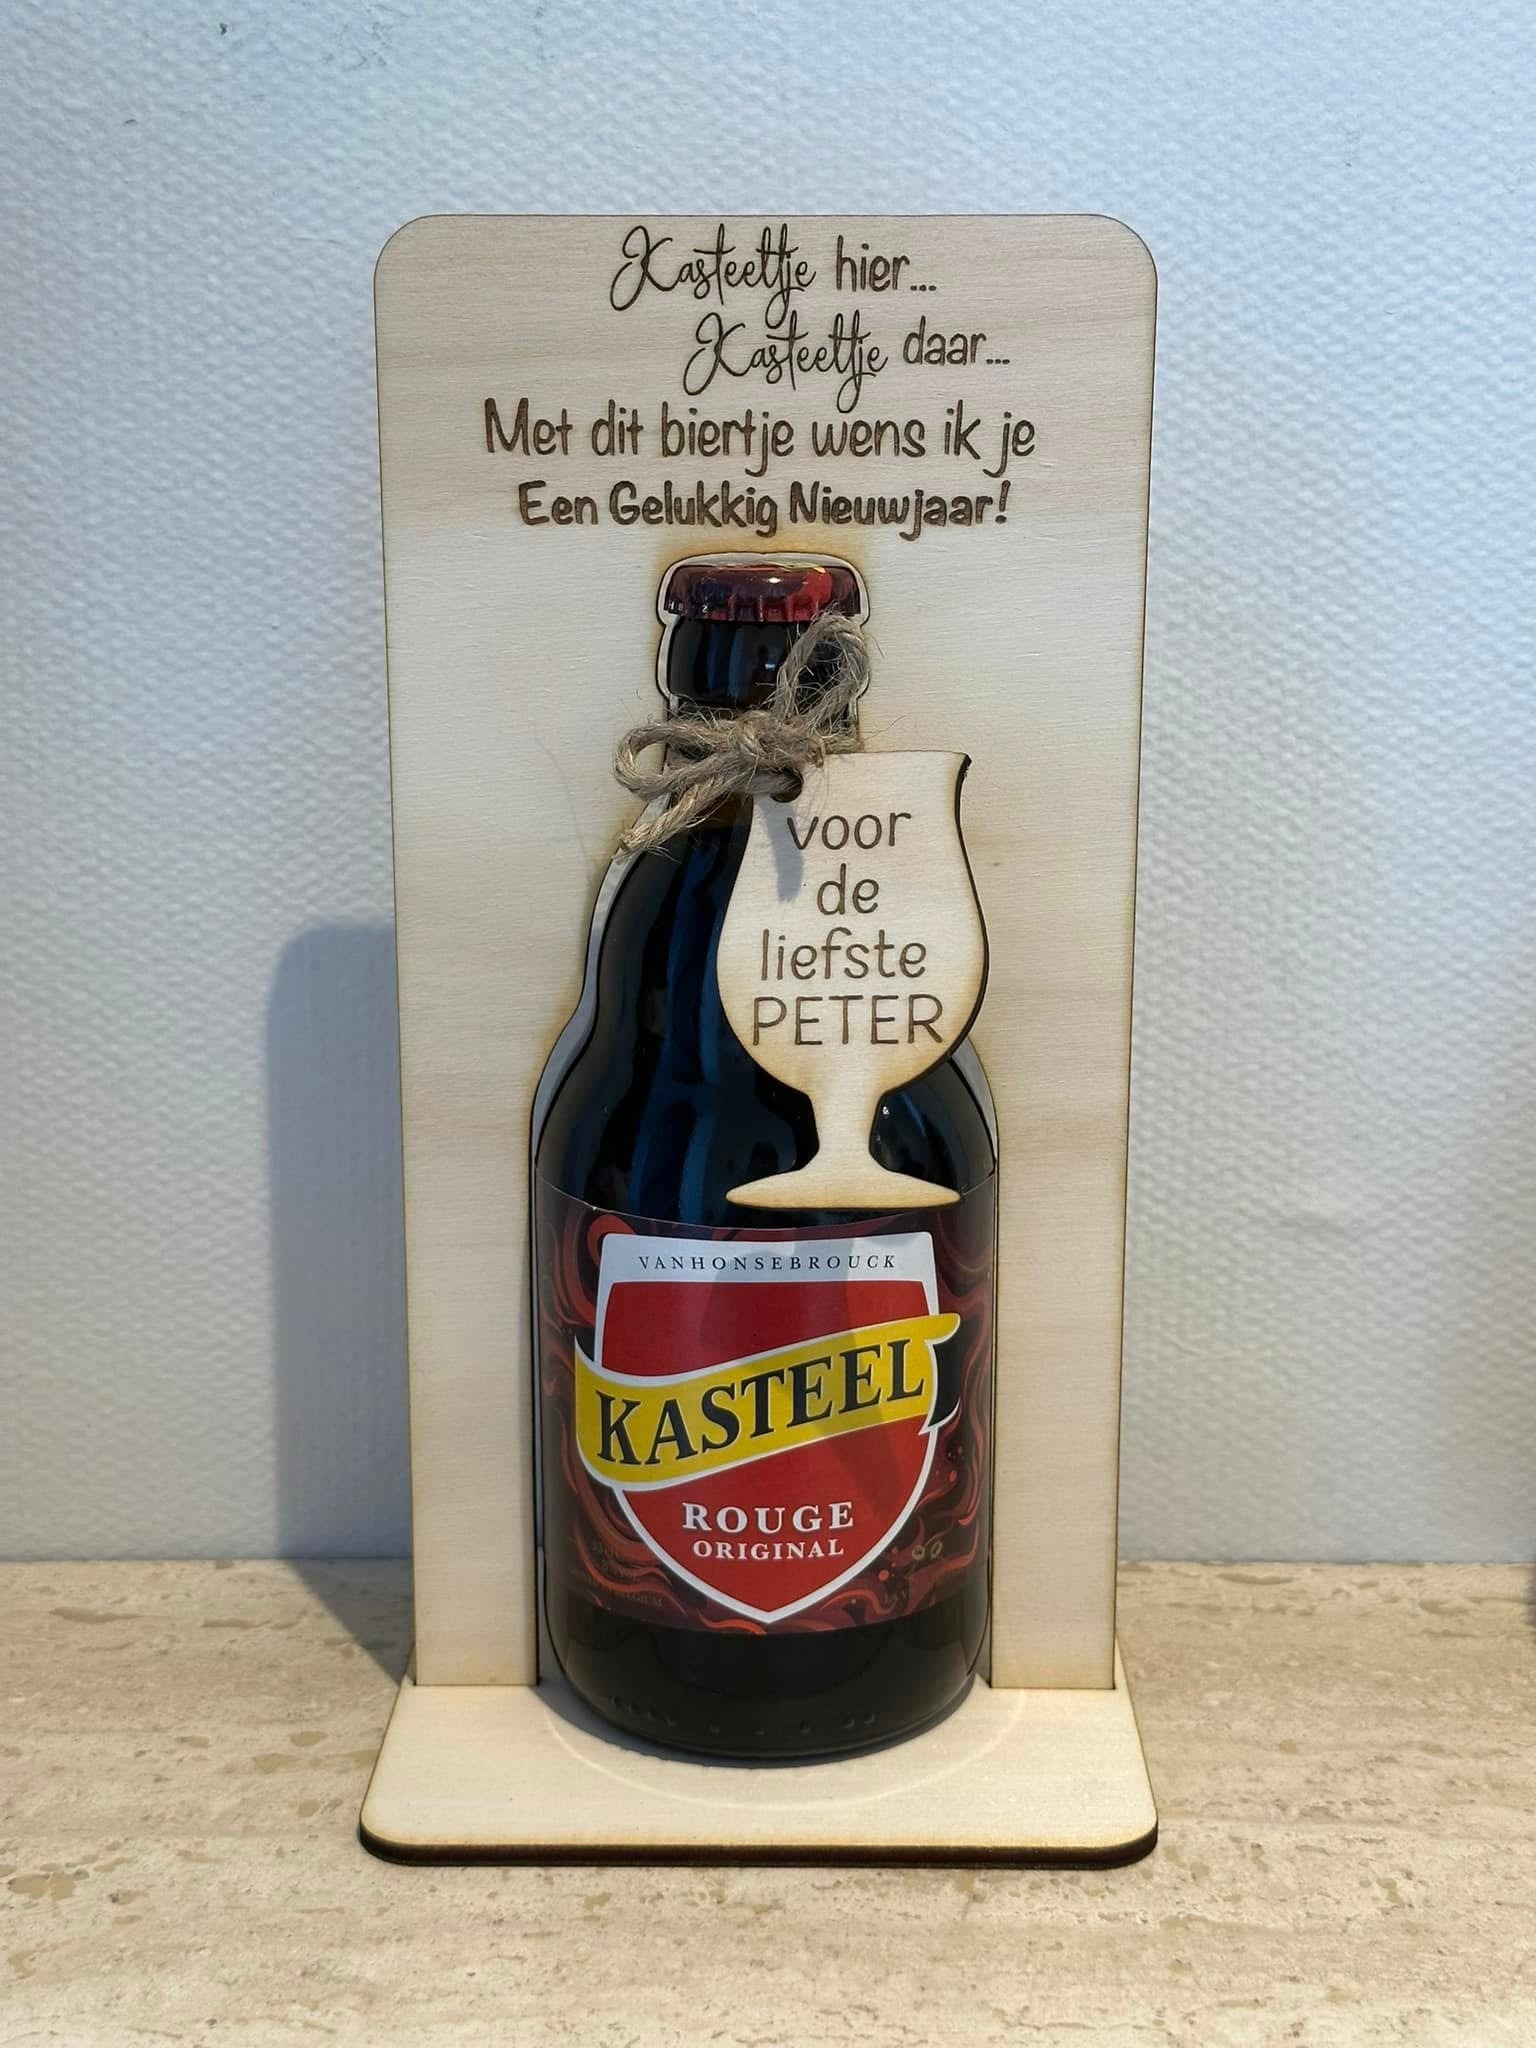 Kasteeltje hier...
Kasteeltje daar...
Met dit biertje wens ik je
Een Gelukkig Nieuwjaar!
voor
de
liefste
PETER
VANHONSEBROUCK
KASTEEL
ROUGE
ORIGINAL